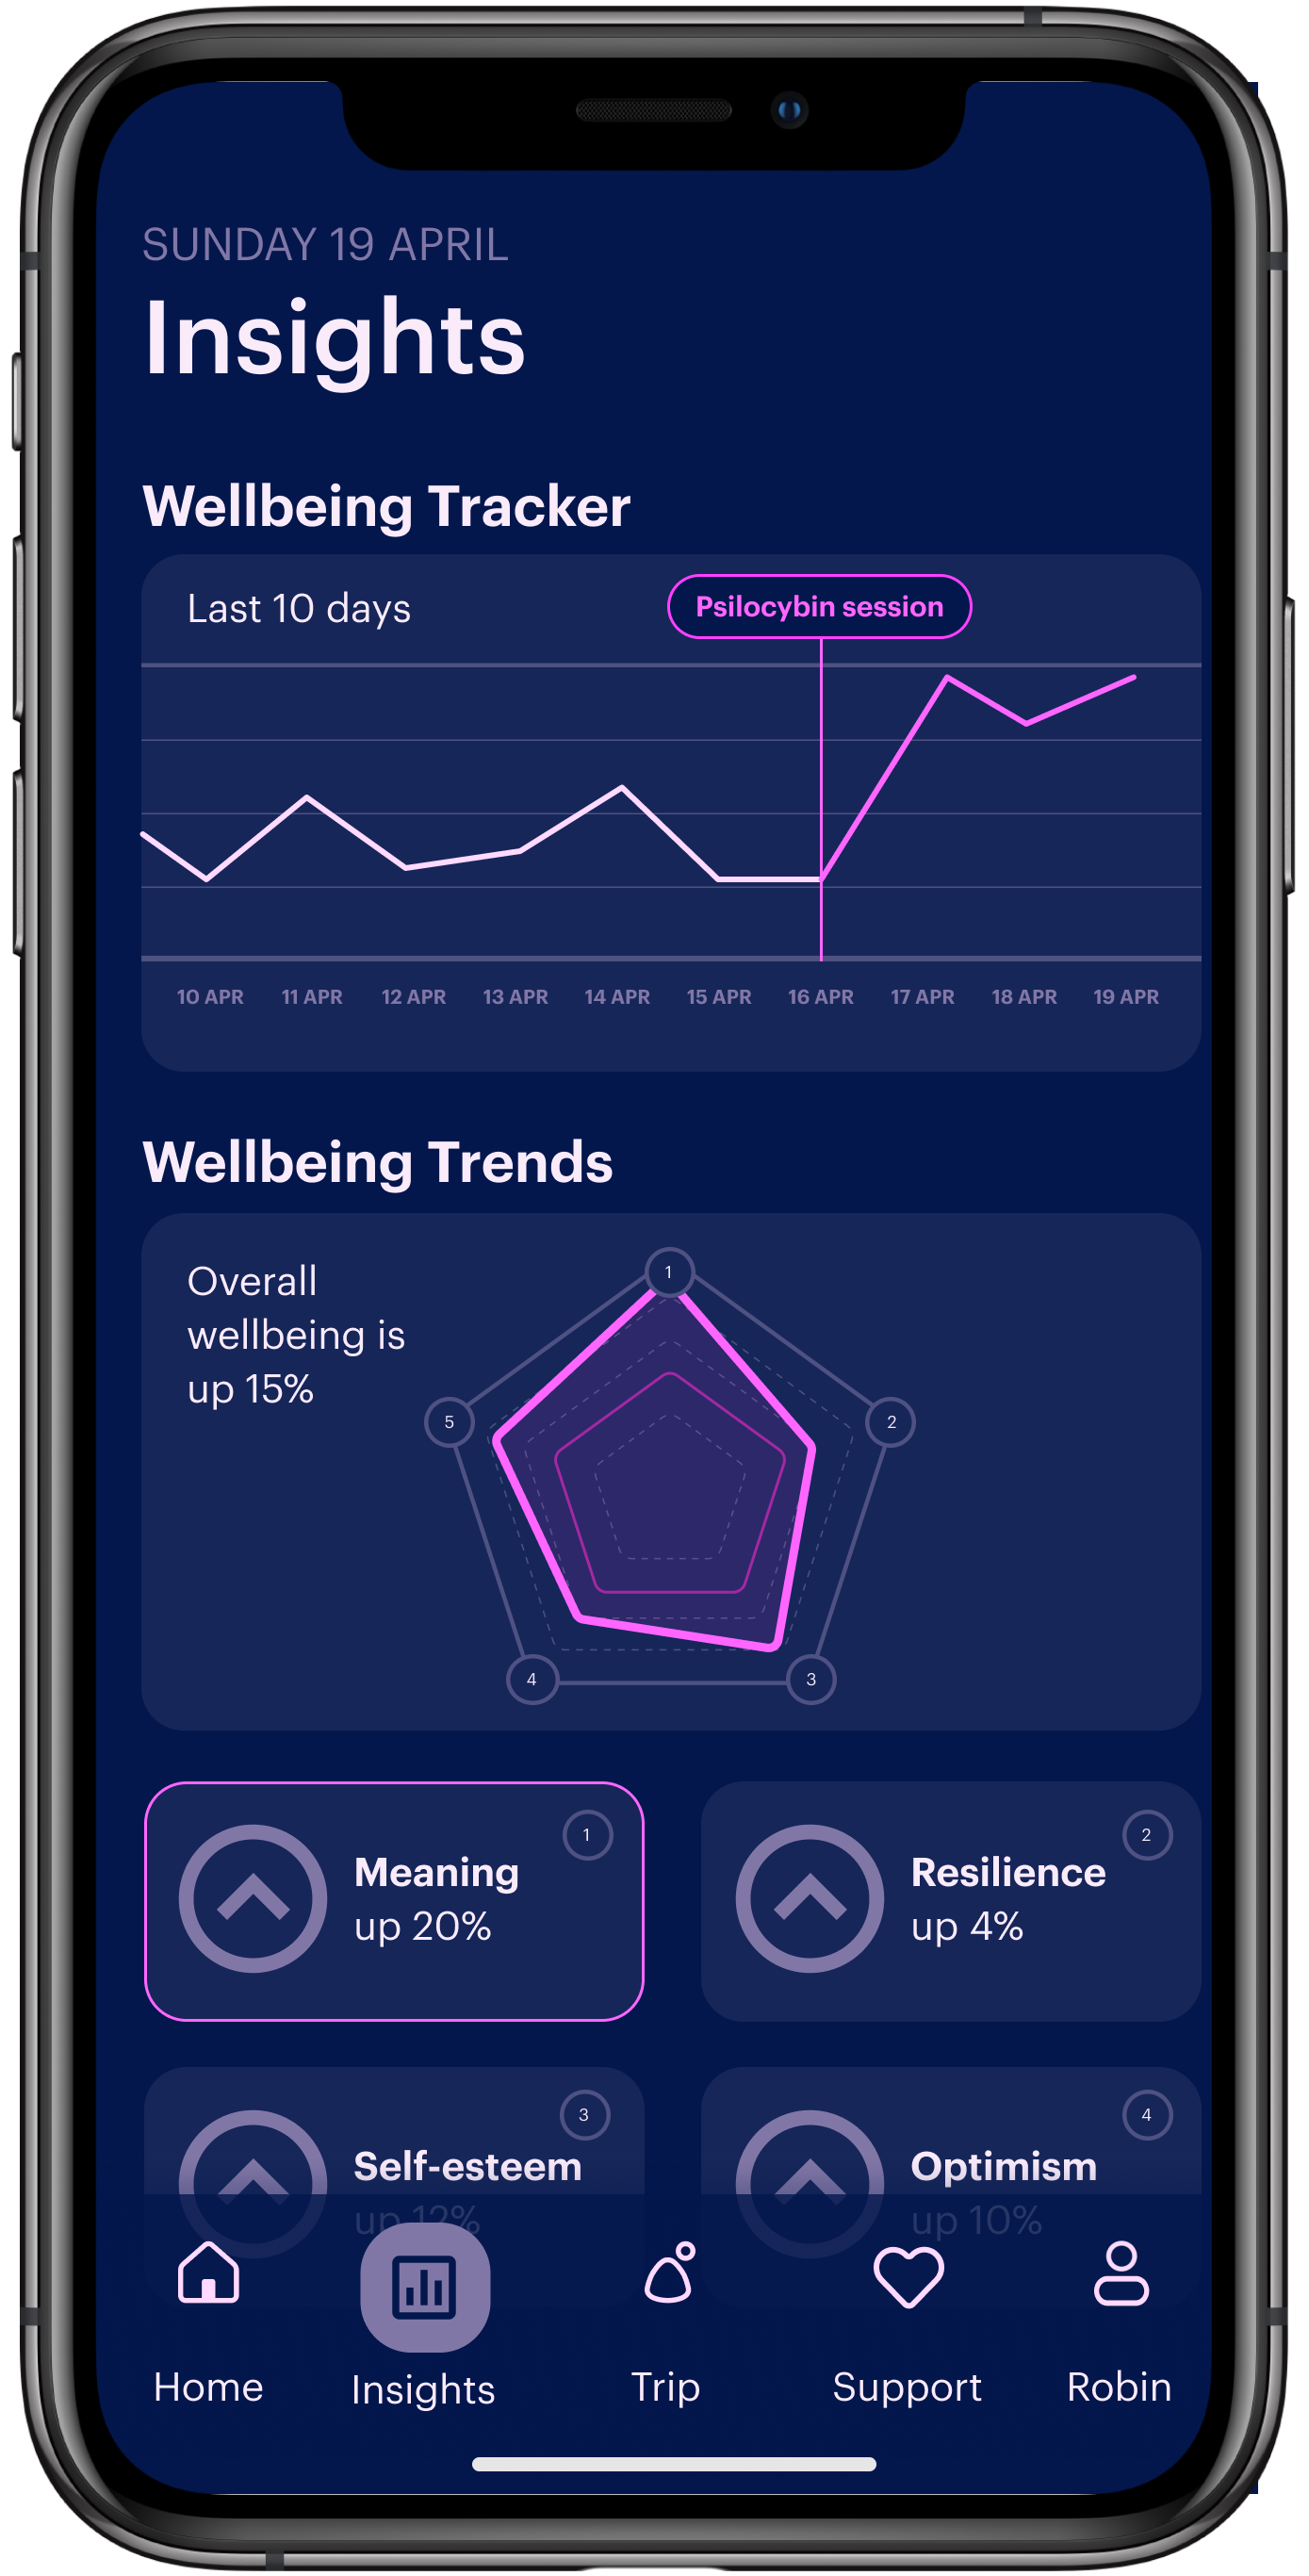 SUNDAY 19 APRIL
Insights
Wellbeing Tracker
Last 10 days
Psilocybin session
10 APR 11 APR 12 APR 13 APR 14 APR 15 APR 16 APR 17 APR 18 APR 19 APR
Wellbeing Trends
Overall
wellbeing is
up 15%
1
5
2
4
3
1
Meaning
up 20%
2
Resilience
up 4%
3
Self-esteem
up 12%
4
Optimism
up 10%
Home Insights Trip Support Robin